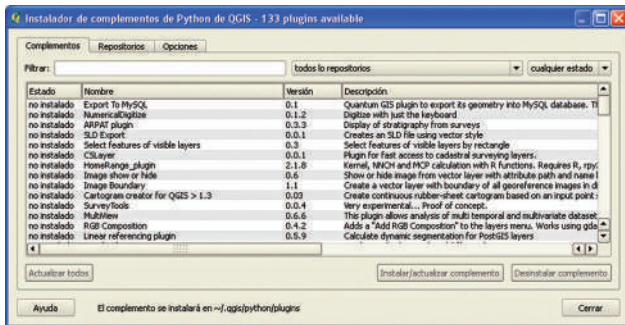 Instalador de complementos de Python de QGIS - 133 plugins available
Complementos Repositorios Opciones
Filtrar: todos lo repositorios cualquier estado
Estado Nombre Versión Descripción
no instalado Export To MySQL 0.1 Quantum GIS plugin to export its geometry into MySQL database. Th
no instalado NumericalDigitize 0.1.2 Digitize with just the keyboard
no instalado ARPAT plugin 0.3.3 Display of stratigraphy from surveys
no instalado SLD Export 0.0.1 Creates an SLD file using vector style
no instalado Select features of visible layers 0.3 Select features of visible layers by rectangle
no instalado CSLayer 0.0.1 Plugin for fast access to cadastral surveying layers.
no instalado HomeRange_plugin 2.1.8 Kernel, NNCH and MCP calculation with R functions. Requires R, rpy
no instalado Image show or hide 0.6 Show or hide image from vector layer with attribute path and name
no instalado Image Boundary 1.1 Create a vector layer with boundary of all georeference images in di
no instalado Cartogram creator for QGIS > 1.3 0.03 Create continuous rubber-sheet cartogram based on an input point
no instalado SurveyTools 0.0.4 Very experimental... Proof of concept.
no instalado MultiView 0.6.6 This plugin allows analysis of multi temporal and multivariate dataset
no instalado RGB Composition 0.4.2 Adds a "Add RGB Composition" to the layers menu. Works using gda
no instalado Linear referencing plugin 0.5.9 Calculate dynamic segmentation for PostGIS layers
Actualizar todos Instalar/actualizar complemento Desinstalar complemento
Ayuda El complemento se instalará en ~/.qgis/python/plugins Cerrar